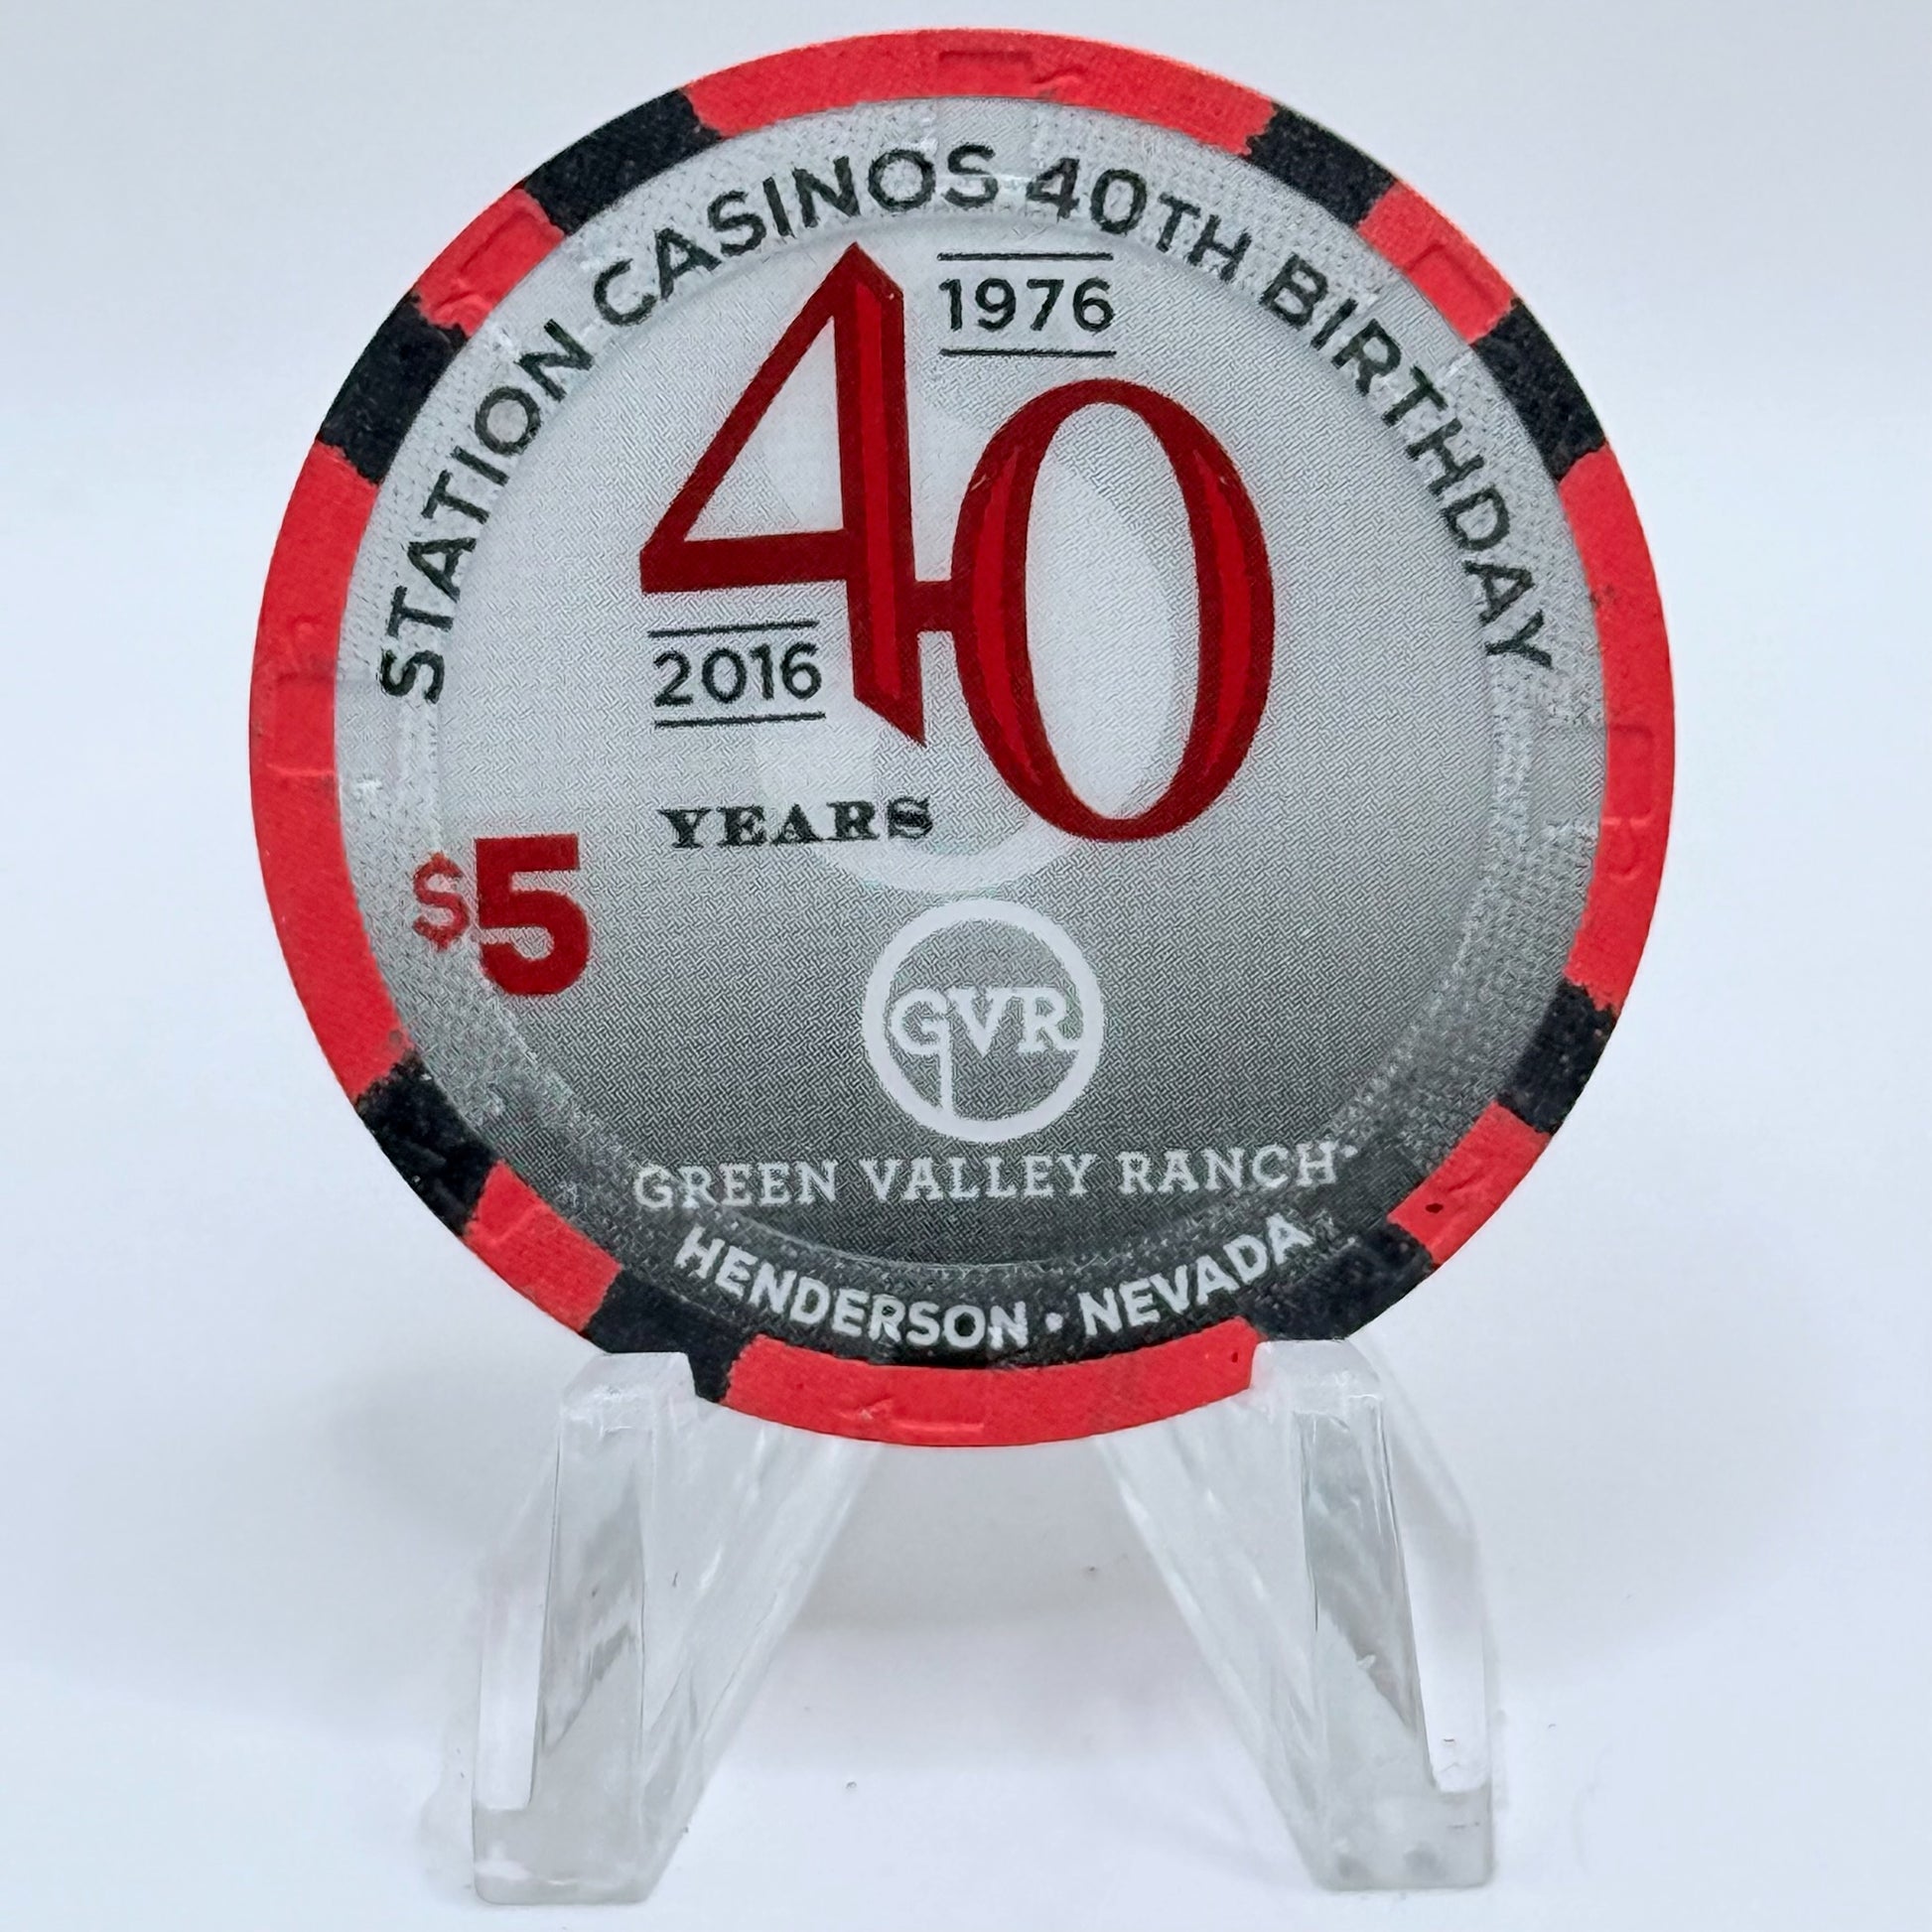 STATION CASINOS 40TH BIRTHDAY
1976
40
2016
YEARS
$5
GVR
GREEN VALLEY RANCH
HENDERSON • NEVADA